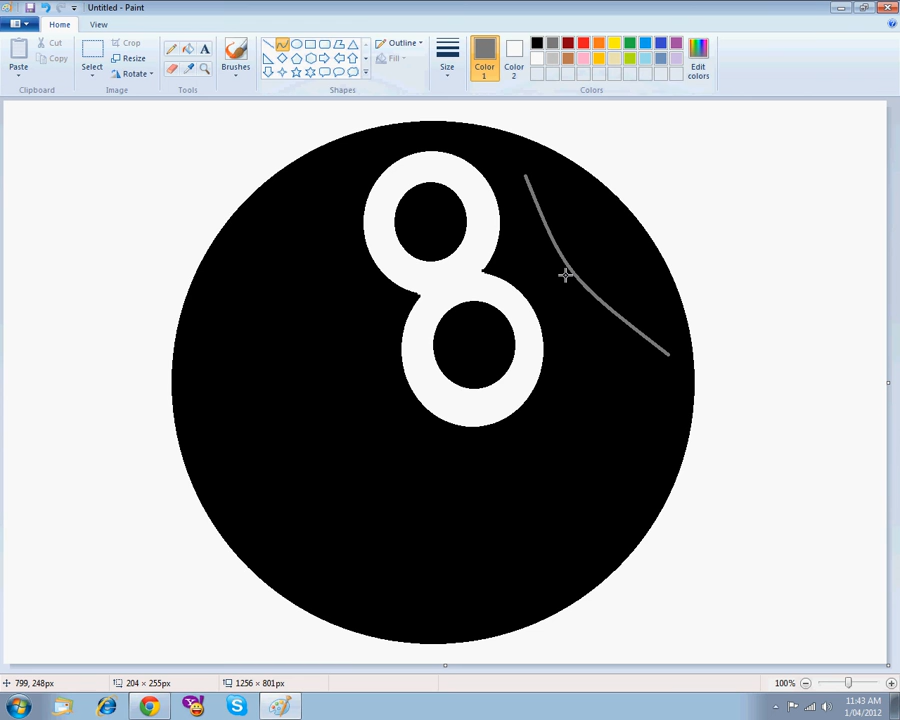 Untitled - Paint
Home View
Paste
Cut
Copy
Clipboard
Select
Crop
Resize
Rotate
Image
A
Tools
Brushes
Outline
Fill
Shapes
Size
Color 1
Color 2
Edit colors
Colors
8
799, 248px
204 × 255px
1256 × 801px
100%
11:43 AM
1/04/2012